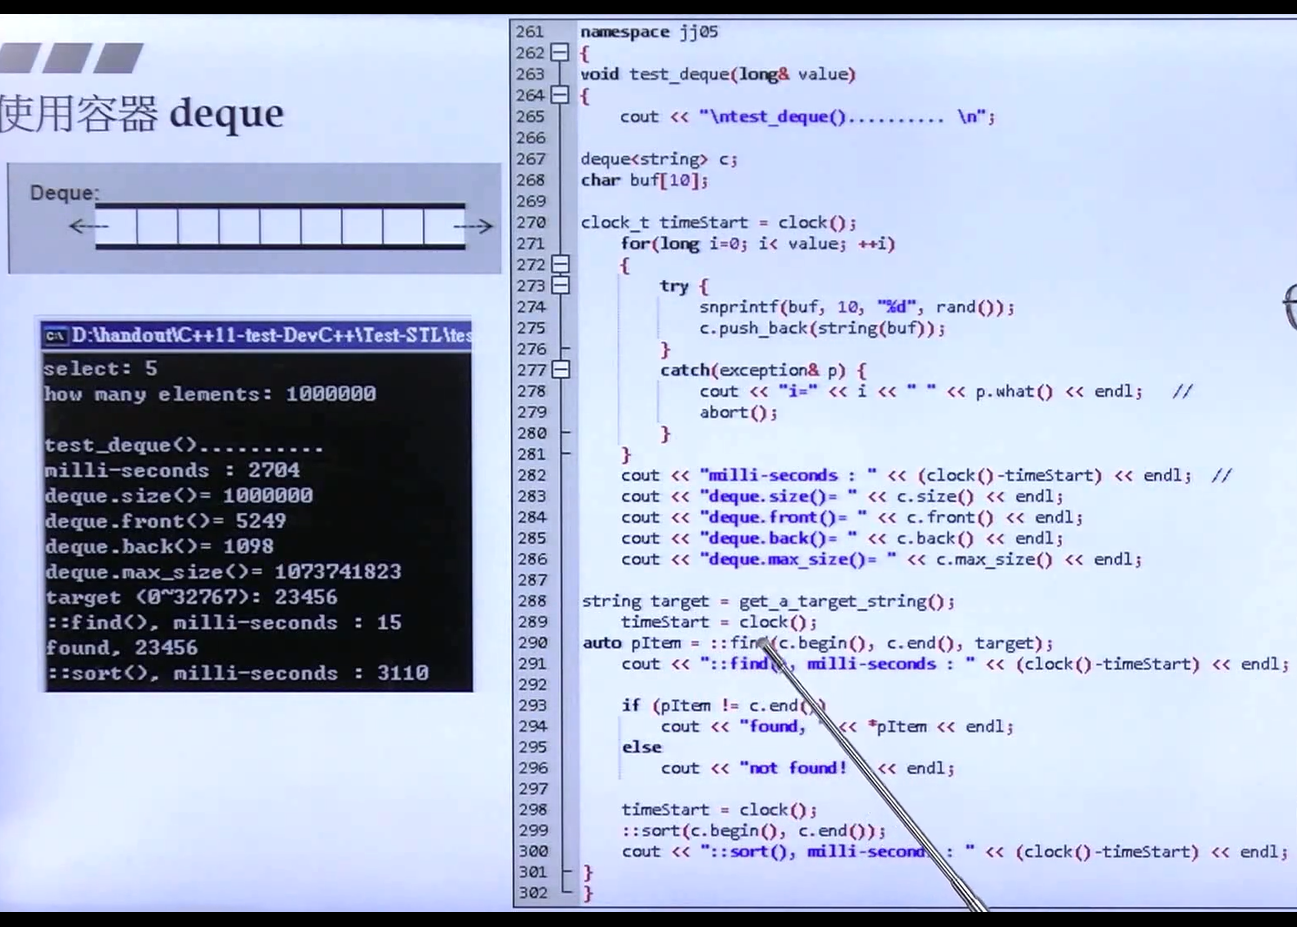 使用容器 deque
Deque:
D:\handout\C++11-test-DevC++\Test-STL\tes
select: 5
how many elements: 1000000
test_deque()..........
milli-seconds : 2704
deque.size()= 1000000
deque.front()= 5249
deque.back()= 1098
deque.max_size()= 1073741823
target (0~32767): 23456
::find(), milli-seconds : 15
found, 23456
::sort(), milli-seconds : 3110
261 namespace jj05
262 {
263 void test_deque(long& value)
264 {
265 cout << "\ntest_deque().......... \n";
266
267 deque<string> c;
268 char buf[10];
269
270 clock_t timeStart = clock();
271 for(long i=0; i< value; ++i)
272 {
273 try {
274 snprintf(buf, 10, "%d", rand());
275 c.push_back(string(buf));
276 }
277 catch(exception& p) {
278 cout << "i=" << i << " " << p.what() << endl; //
279 abort();
280 }
281 }
282 cout << "milli-seconds : " << (clock()-timeStart) << endl; //
283 cout << "deque.size()= " << c.size() << endl;
284 cout << "deque.front()= " << c.front() << endl;
285 cout << "deque.back()= " << c.back() << endl;
286 cout << "deque.max_size()= " << c.max_size() << endl;
287
288 string target = get_a_target_string();
289 timeStart = clock();
290 auto pItem = ::find(c.begin(), c.end(), target);
291 cout << "::find(), milli-seconds : " << (clock()-timeStart) << endl;
292
293 if (pItem != c.end())
294 cout << "found, " << *pItem << endl;
295 else
296 cout << "not found! " << endl;
297
298 timeStart = clock();
299 ::sort(c.begin(), c.end());
300 cout << "::sort(), milli-seconds : " << (clock()-timeStart) << endl;
301 }
302 }